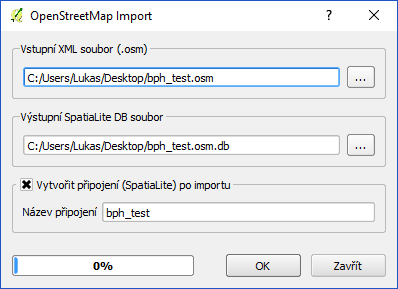 OpenStreetMap Import
Vstupní XML soubor (.osm)
C:/Users/Lukas/Desktop/bph_test.osm
...
Výstupní SpatiaLite DB soubor
C:/Users/Lukas/Desktop/bph_test.osm.db
...
Vytvořit připojení (SpatiaLite) po importu
Název připojení bph_test
0% OK Zavřít